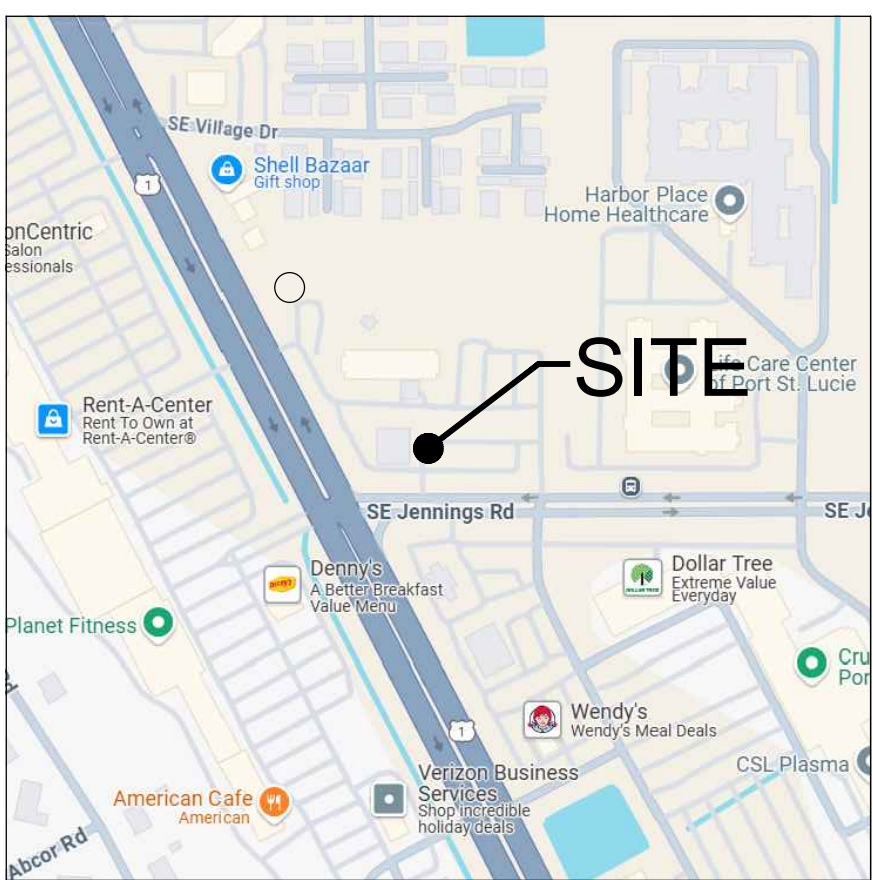 SE Village Dr
Shell Bazaar
Gift shop
1
Harbor Place
Home Healthcare
onCentric
Salon
essionals
SITE
Care Center
of Port St. Lucie
Rent-A-Center
Rent To Own at
Rent-A-Center®
SE Jennings Rd
SE Je
Denny's
A Better Breakfast
Value Menu
Denny's
Dollar Tree
Extreme Value
Everyday
DOLLAR TREE
Planet Fitness
Cru
Por
Wendy's
Wendy's Meal Deals
1
CSL Plasma
Verizon Business
Services
Shop incredible
holiday deals
American Cafe
American
Abcor Rd